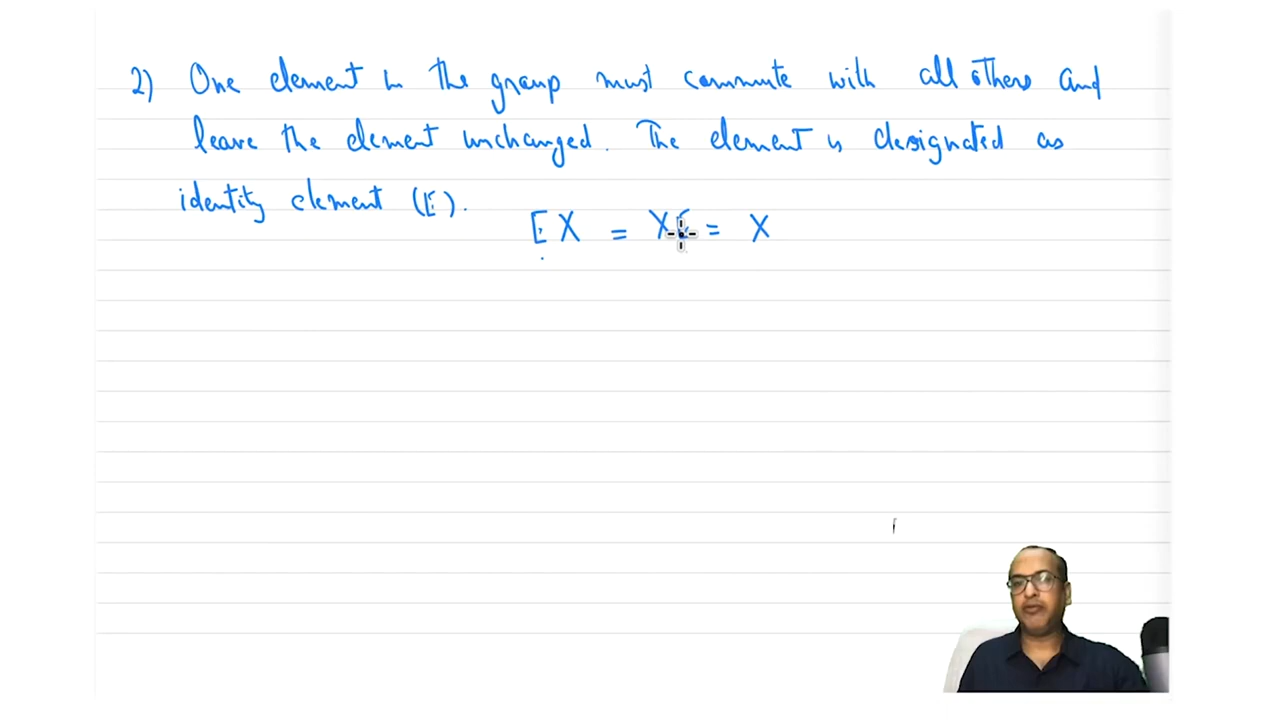 2) One element in the group must commute with all others and
leave the element unchanged. The element is designated as
identity element (E).
EX = XE = X